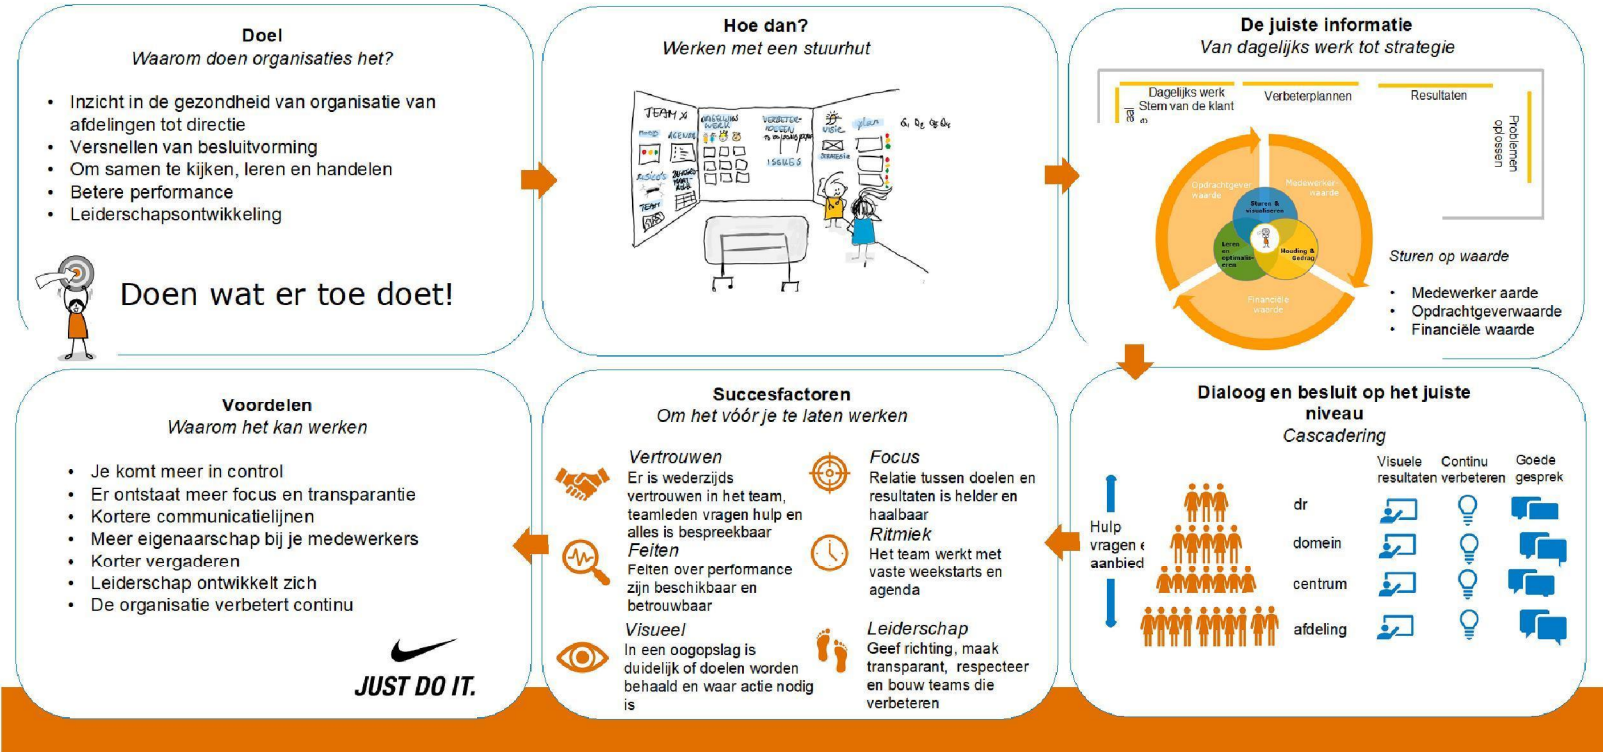 Doel
Waarom doen organisaties het?
• Inzicht in de gezondheid van organisatie van
afdelingen tot directie
• Versnellen van besluitvorming
• Om samen te kijken, leren en handelen
• Betere performance
• Leiderschapsontwikkeling
Doen wat er toe doet!
Hoe dan?
Werken met een stuurhut
TEAM X
AGENDA
RISICO'S
TEAM
DAGELIJKS
WERK
VERBETER-
ISSUES
VISIE
STRATEGIE
plan
De juiste informatie
Van dagelijks werk tot strategie
Dagelijks werk
Stem van de klant
Verbeterplannen
Resultaten
Problemen
oplossen
Opdrachtgever
waarde
Medewerker
waarde
Sturen &
visualiseren
Leren
en
optimalis-
eren
Houding &
Gedrag
Financiële
waarde
Sturen op waarde
• Medewerker aarde
• Opdrachtgeverwaarde
• Financiële waarde
Dialoog en besluit op het juiste
niveau
Cascadering
Visuele
resultaten
Continu
verbeteren
Goede
gesprek
Hulp
vragen e
aanbied
dr
domein
centrum
afdeling
Succesfactoren
Om het vóór je te laten werken
Vertrouwen
Er is wederzijds
vertrouwen in het team,
teamleden vragen hulp en
alles is bespreekbaar
Feiten
Feiten over performance
zijn beschikbaar en
betrouwbaar
Visueel
In een oogopslag is
duidelijk of doelen worden
behaald en waar actie nodig
is
Focus
Relatie tussen doelen en
resultaten is helder en
haalbaar
Ritmiek
Het team werkt met
vaste weekstarts en
agenda
Leiderschap
Geef richting, maak
transparant, respecteer
en bouw teams die
verbeteren
Voordelen
Waarom het kan werken
• Je komt meer in control
• Er ontstaat meer focus en transparantie
• Kortere communicatielijnen
• Meer eigenaarschap bij je medewerkers
• Korter vergaderen
• Leiderschap ontwikkelt zich
• De organisatie verbetert continu
JUST DO IT.